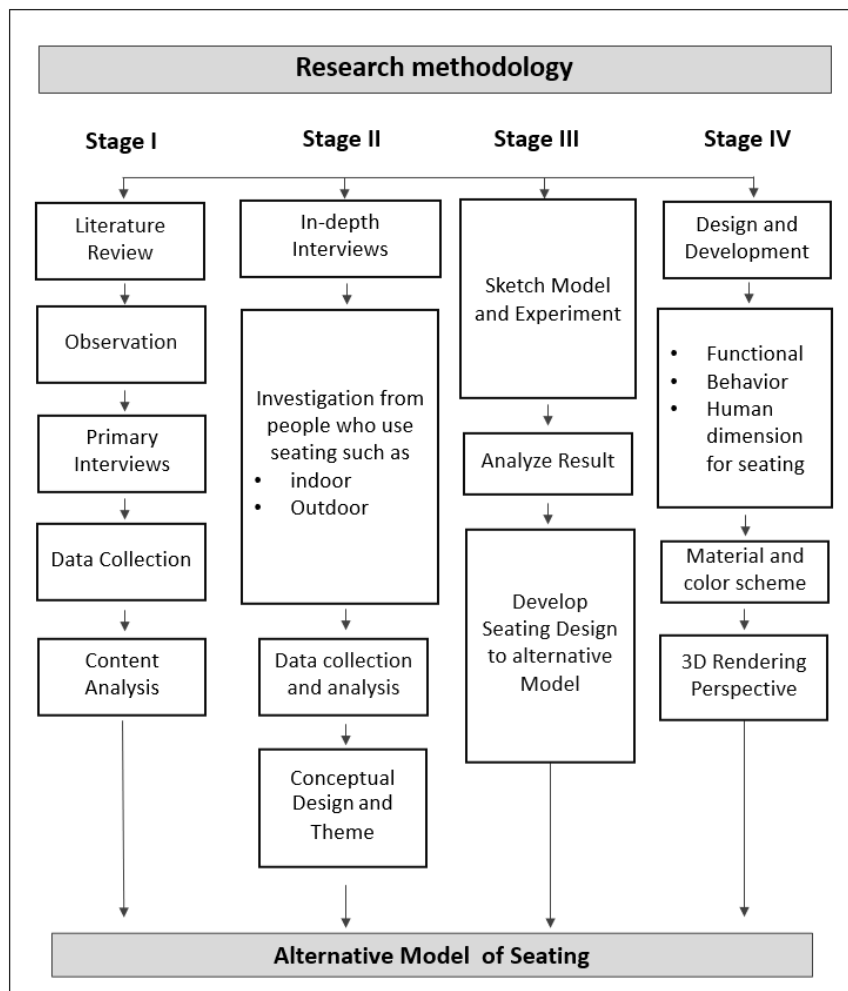 Research methodology
Stage I
Literature
Review
Observation
Primary
Interviews
Data Collection
Content
Analysis
Stage II
In-depth
Interviews
Investigation from
people who use
seating such as
• indoor
• Outdoor
Data collection
and analysis
Conceptual
Design and
Theme
Stage III
Sketch Model
and Experiment
Analyze Result
Develop
Seating Design
to alternative
Model
Stage IV
Design and
Development
• Functional
• Behavior
• Human
dimension
for seating
Material and
color scheme
3D Rendering
Perspective
Alternative Model of Seating